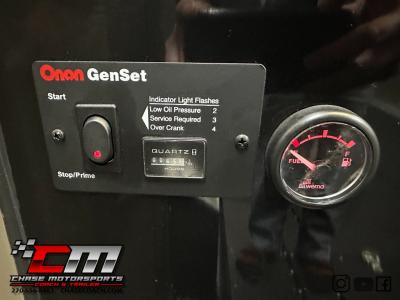 Onan GenSet
Start
Indicator Light Flashes
Low Oil Pressure 2
Service Required 3
Over Crank 4
QUARTZ
HOURS
Stop/Prime
FUEL
F
CM
CHASE MOTORSPORTS
COACH & TRAILER